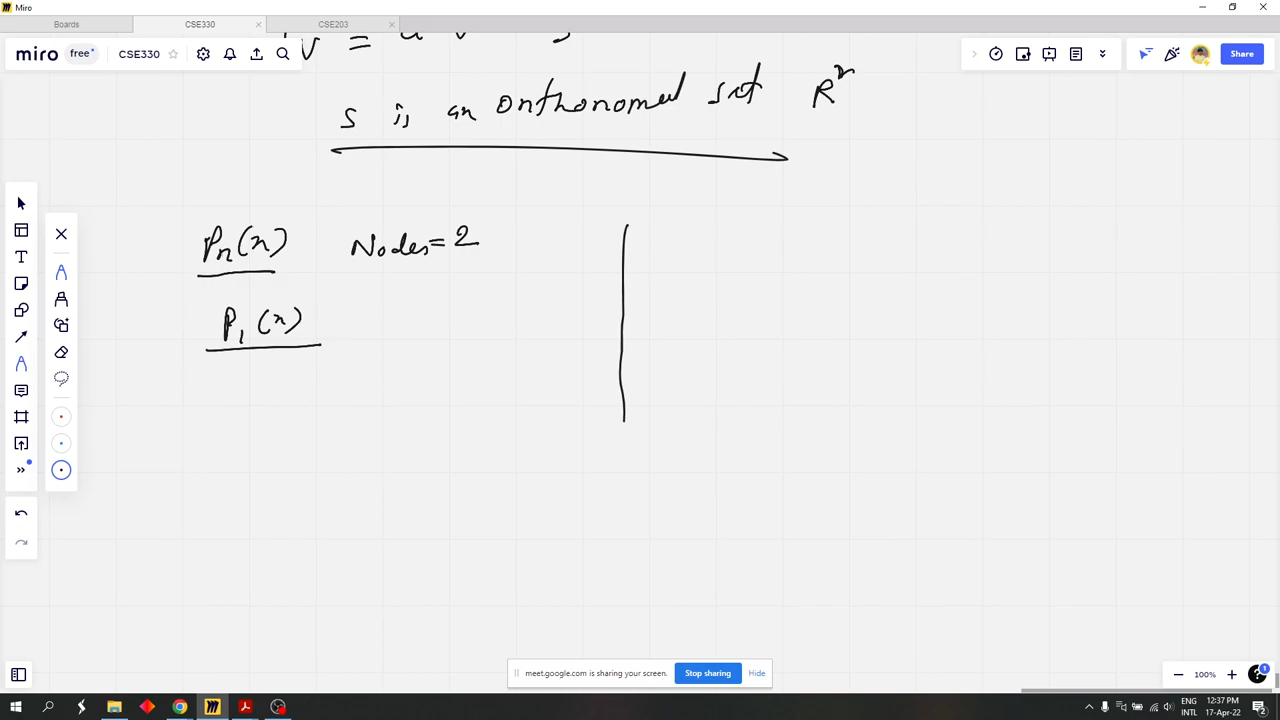 Miro
Boards
CSE330
CSE203
miro free CSE330
Share
S is an Orthonormal set R²
Pn(x) Nodes = 2
P1(x)
meet.google.com is sharing your screen. Stop sharing Hide
100%
ENG 12:37 PM
INTL 17-Apr-22